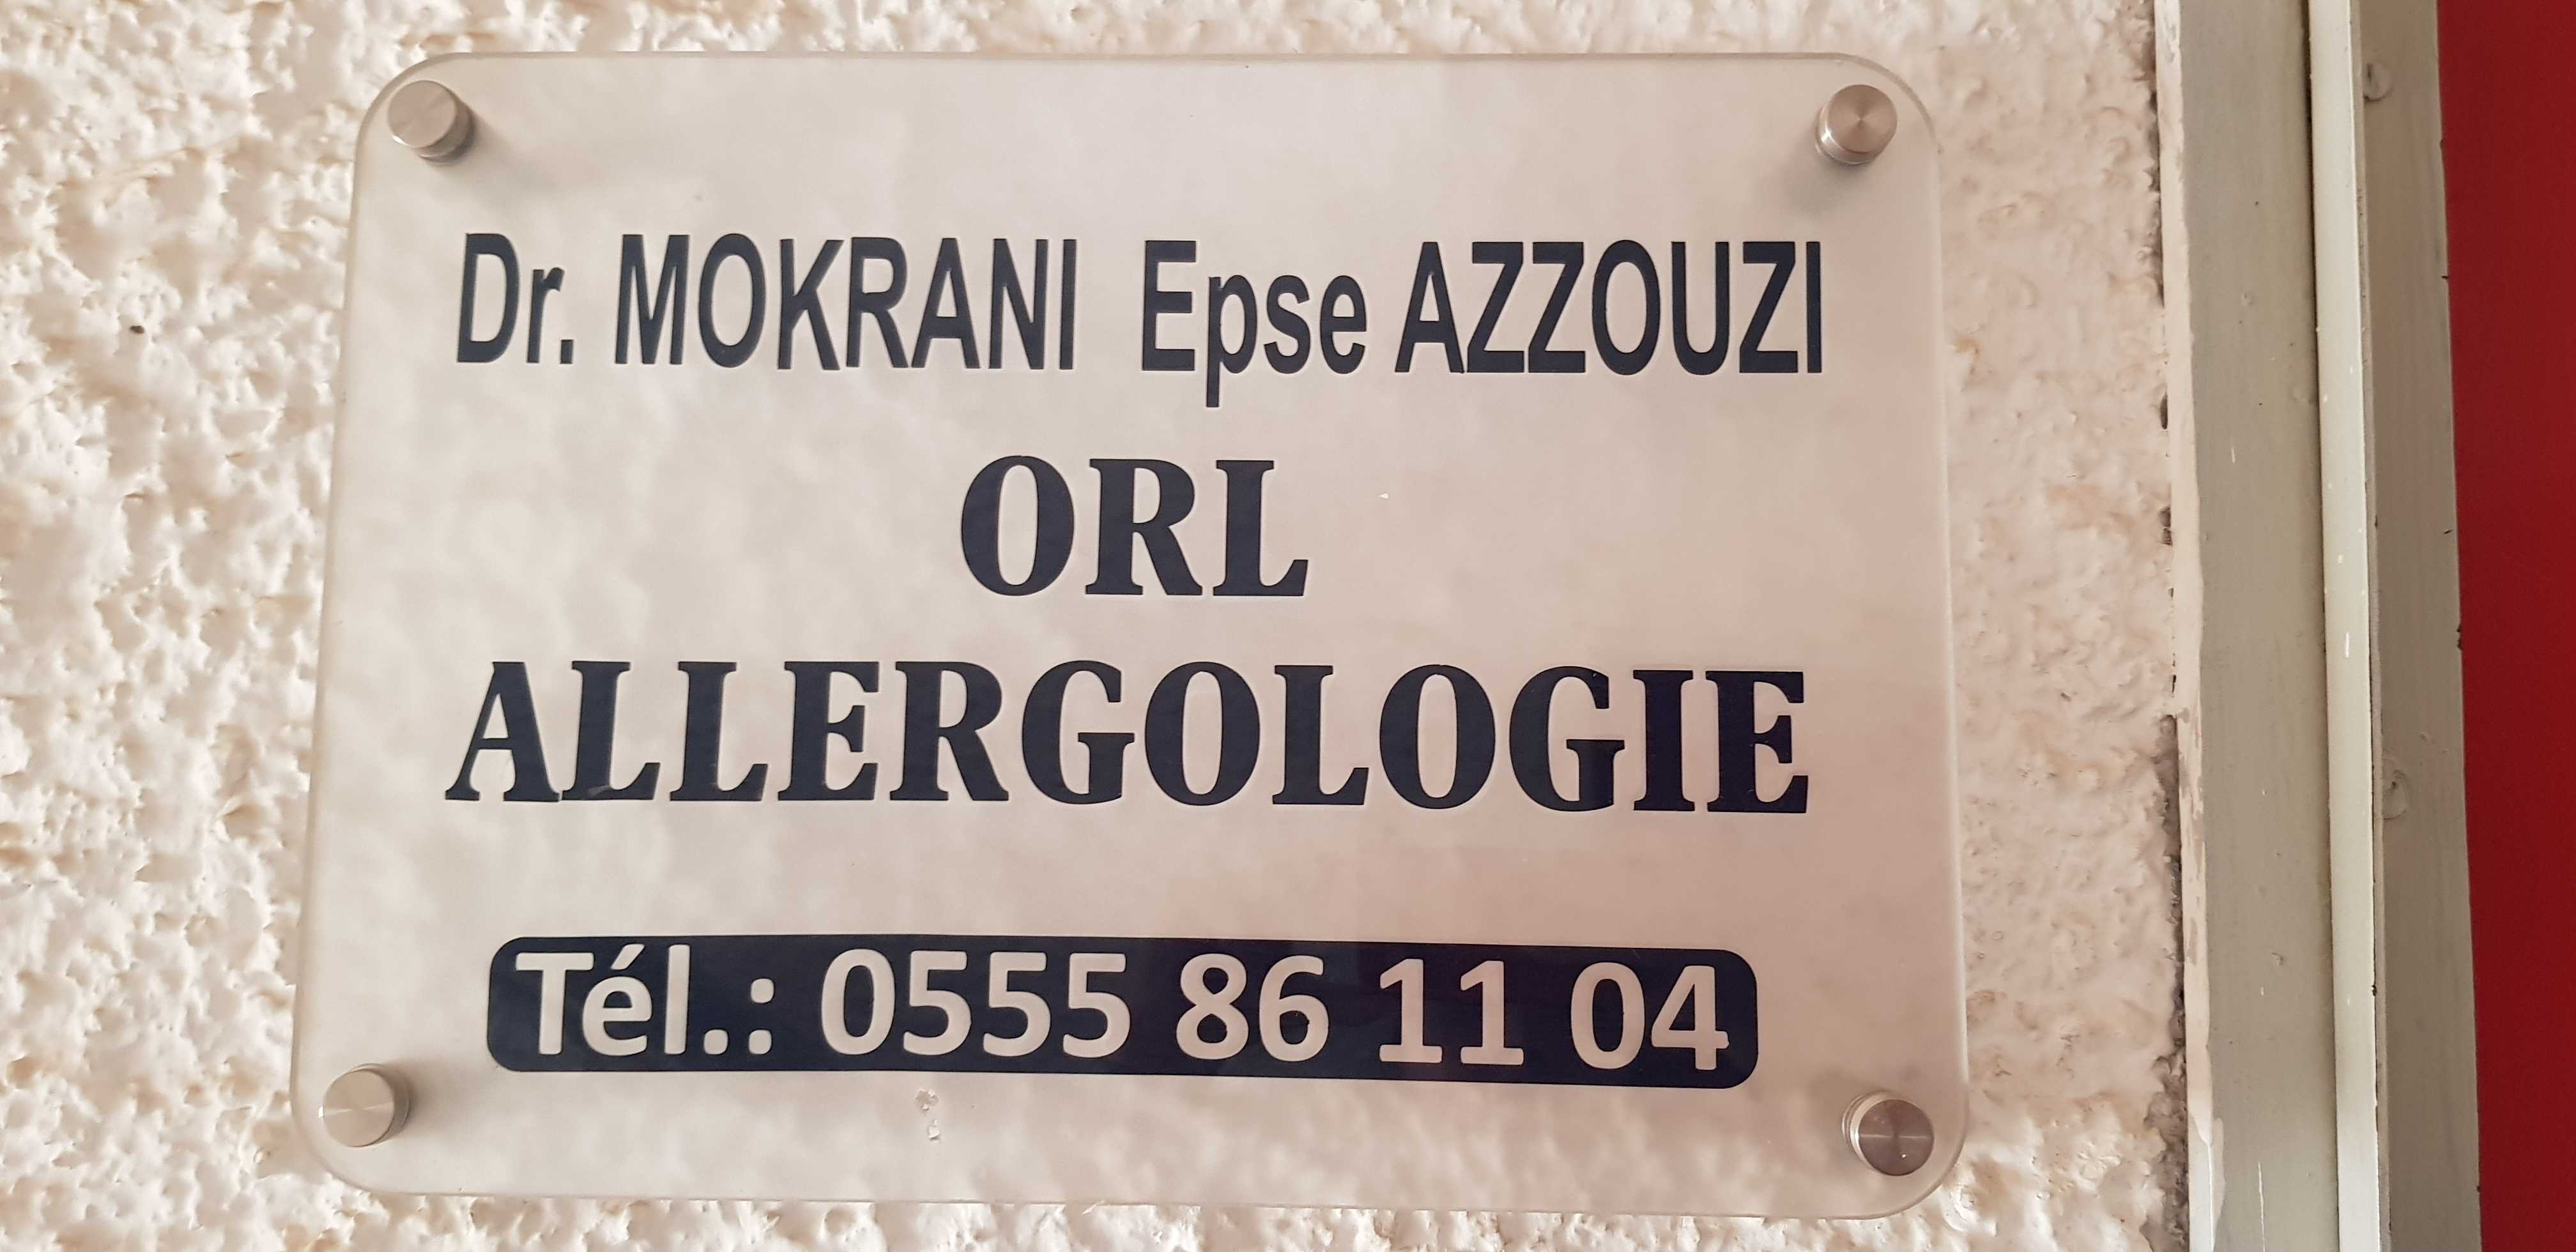 Dr. MOKRANI Epse AZZOUZI
ORL
ALLERGOLOGIE
Tél.: 0555 86 11 04